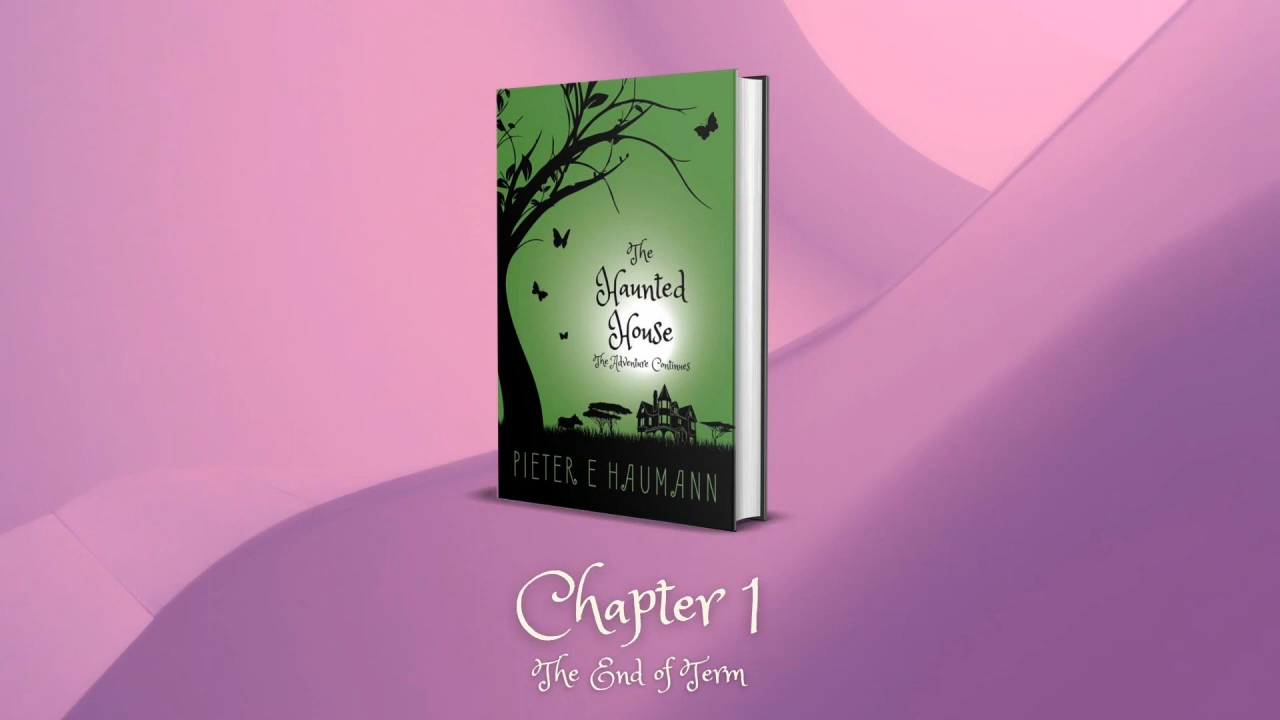 The
Haunted
House
The Adventure Continues
PIETER E HAUMANN
Chapter 1
The End of Term